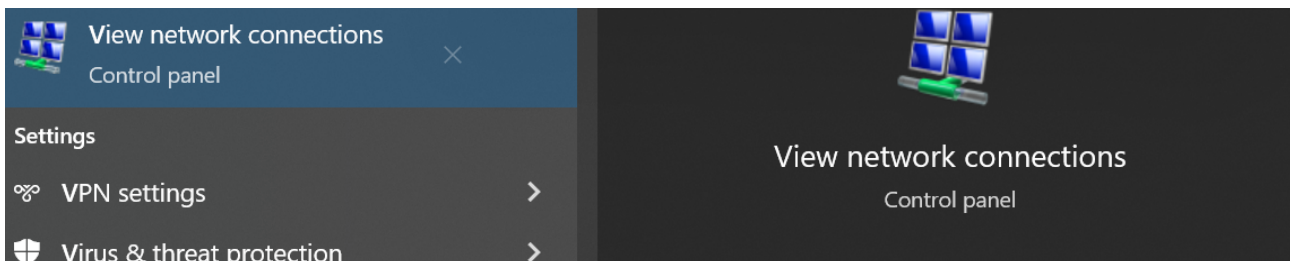 View network connections
Control panel
Settings
VPN settings
Virus & threat protection
View network connections
Control panel